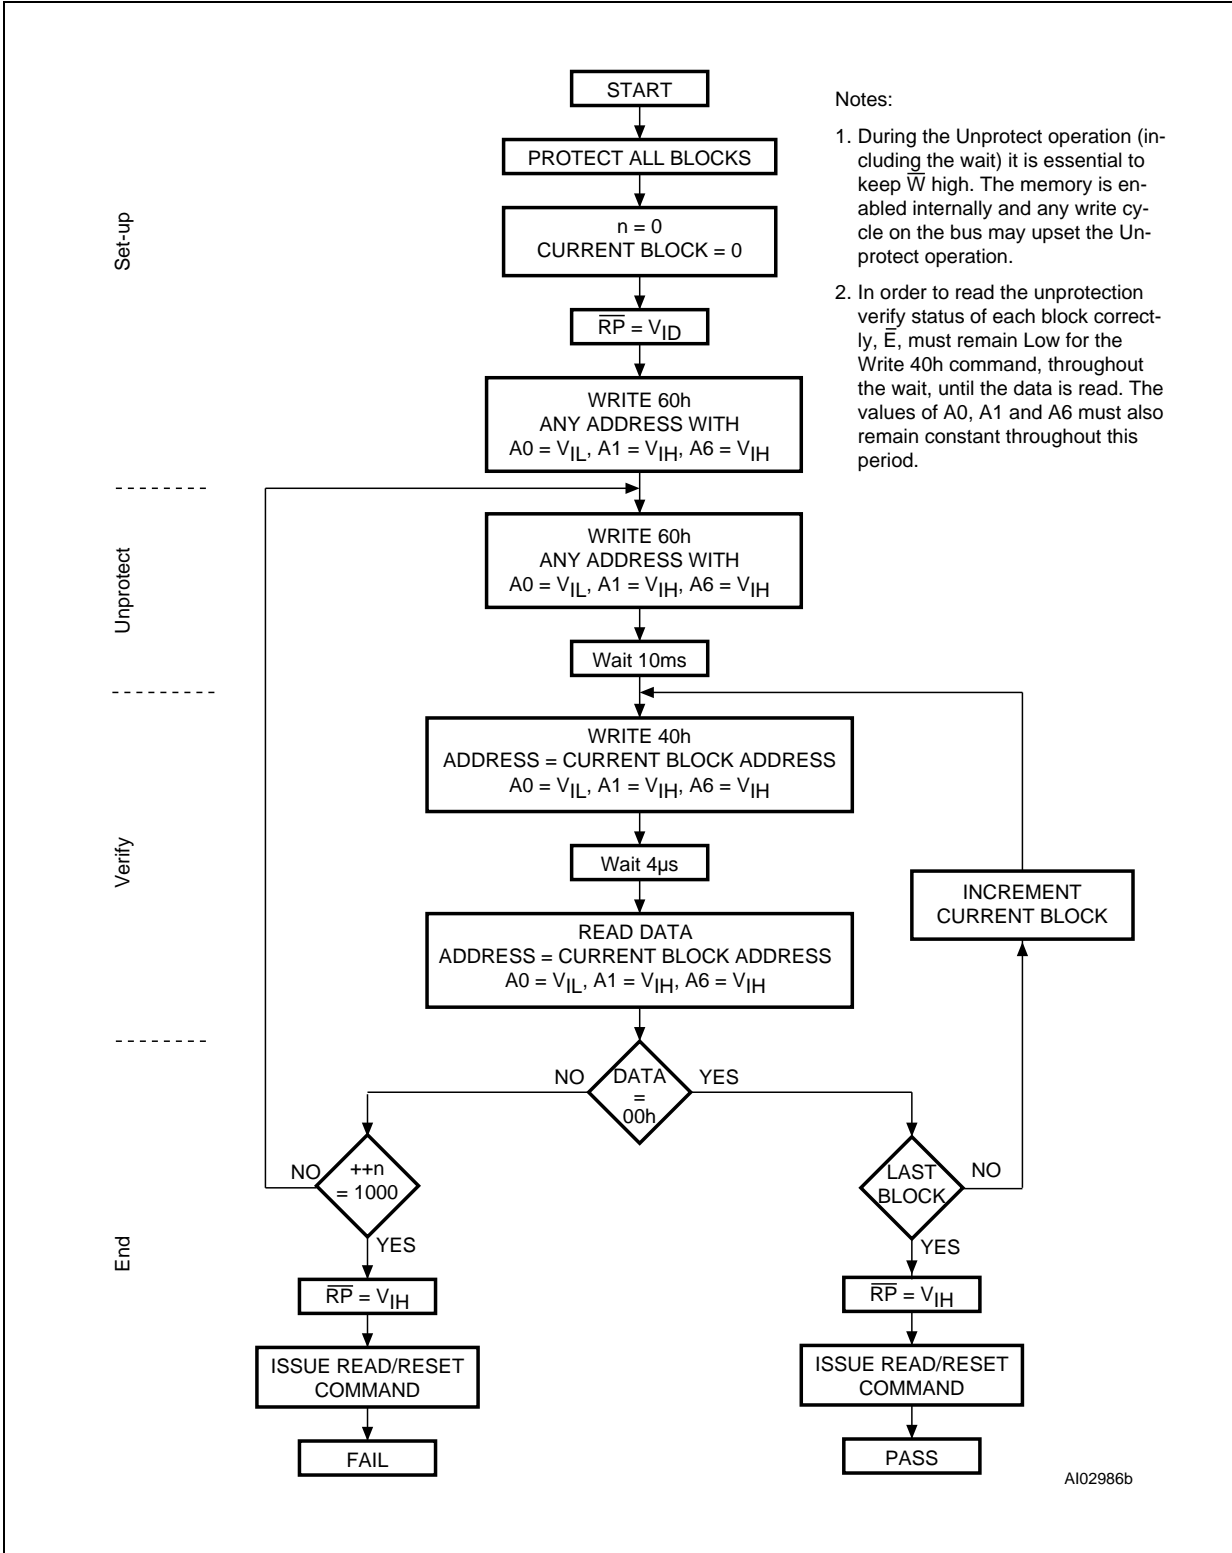 START
PROTECT ALL BLOCKS
n = 0
CURRENT BLOCK = 0
R̅P̅ = VID
WRITE 60h
ANY ADDRESS WITH
A0 = VIL, A1 = VIH, A6 = VIH
Notes:
1. During the Unprotect operation (in-
cluding the wait) it is essential to
keep W̅ high. The memory is en-
abled internally and any write cy-
cle on the bus may upset the Un-
protect operation.
2. In order to read the unprotection
verify status of each block correct-
ly, E̅, must remain Low for the
Write 40h command, throughout
the wait, until the data is read. The
values of A0, A1 and A6 must also
remain constant throughout this
period.
Set-up
WRITE 60h
ANY ADDRESS WITH
A0 = VIL, A1 = VIH, A6 = VIH
Wait 10ms
Unprotect
WRITE 40h
ADDRESS = CURRENT BLOCK ADDRESS
A0 = VIL, A1 = VIH, A6 = VIH
Wait 4µs
READ DATA
ADDRESS = CURRENT BLOCK ADDRESS
A0 = VIL, A1 = VIH, A6 = VIH
Verify
INCREMENT
CURRENT BLOCK
NO
DATA
=
00h
YES
NO
++n
= 1000
YES
LAST
BLOCK
NO
YES
End
R̅P̅ = VIH
ISSUE READ/RESET
COMMAND
FAIL
R̅P̅ = VIH
ISSUE READ/RESET
COMMAND
PASS
AI02986b